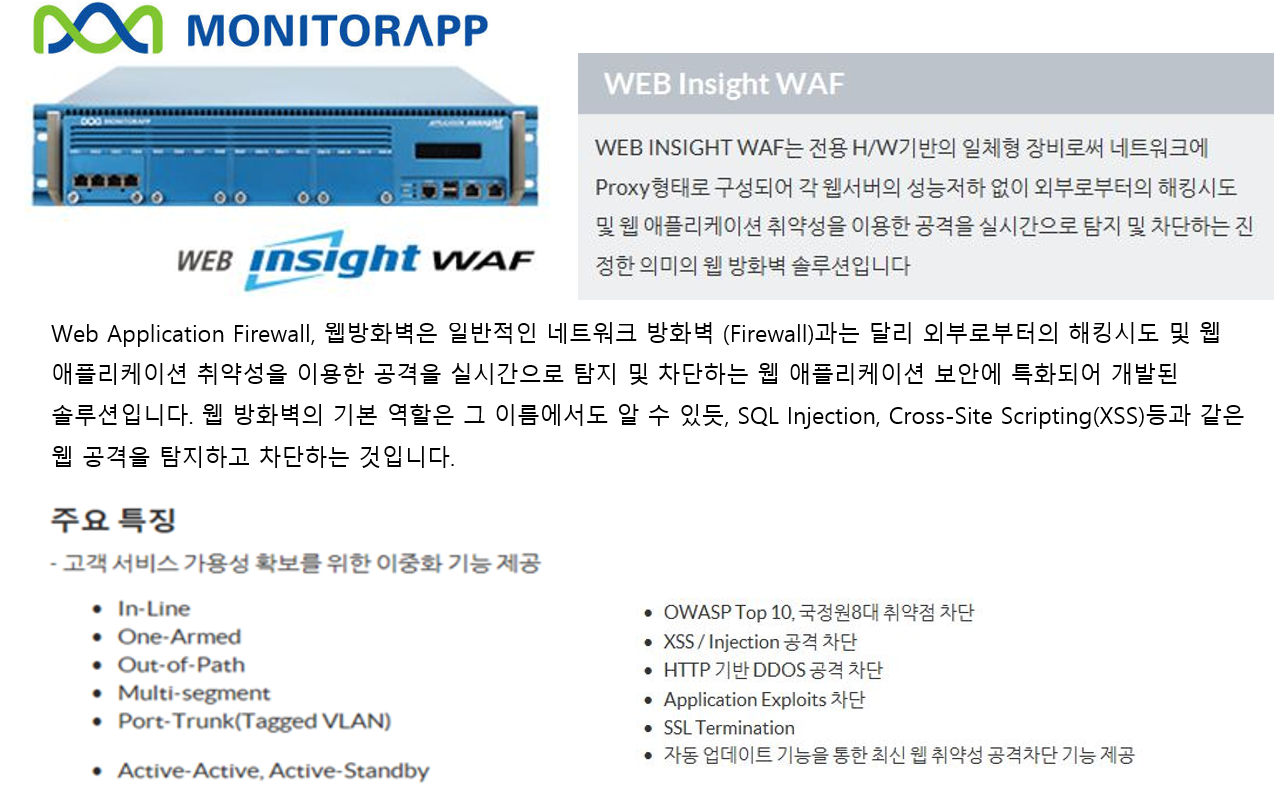 MONITORAPP
MONITORAPP
WEB insight WAF
WEB Insight WAF
WEB INSIGHT WAF는 전용 H/W기반의 일체형 장비로써 네트워크에
Proxy형태로 구성되어 각 웹서버의 성능저하 없이 외부로부터의 해킹시도
및 웹 애플리케이션 취약성을 이용한 공격을 실시간으로 탐지 및 차단하는 진
정한 의미의 웹 방화벽 솔루션입니다
Web Application Firewall, 웹방화벽은 일반적인 네트워크 방화벽 (Firewall)과는 달리 외부로부터의 해킹시도 및 웹
애플리케이션 취약성을 이용한 공격을 실시간으로 탐지 및 차단하는 웹 애플리케이션 보안에 특화되어 개발된
솔루션입니다. 웹 방화벽의 기본 역할은 그 이름에서도 알 수 있듯, SQL Injection, Cross-Site Scripting(XSS)등과 같은
웹 공격을 탐지하고 차단하는 것입니다.
주요 특징
- 고객 서비스 가용성 확보를 위한 이중화 기능 제공
• In-Line
• One-Armed
• Out-of-Path
• Multi-segment
• Port-Trunk(Tagged VLAN)
• Active-Active, Active-Standby
• OWASP Top 10, 국정원8대 취약점 차단
• XSS / Injection 공격 차단
• HTTP 기반 DDOS 공격 차단
• Application Exploits 차단
• SSL Termination
• 자동 업데이트 기능을 통한 최신 웹 취약성 공격차단 기능 제공